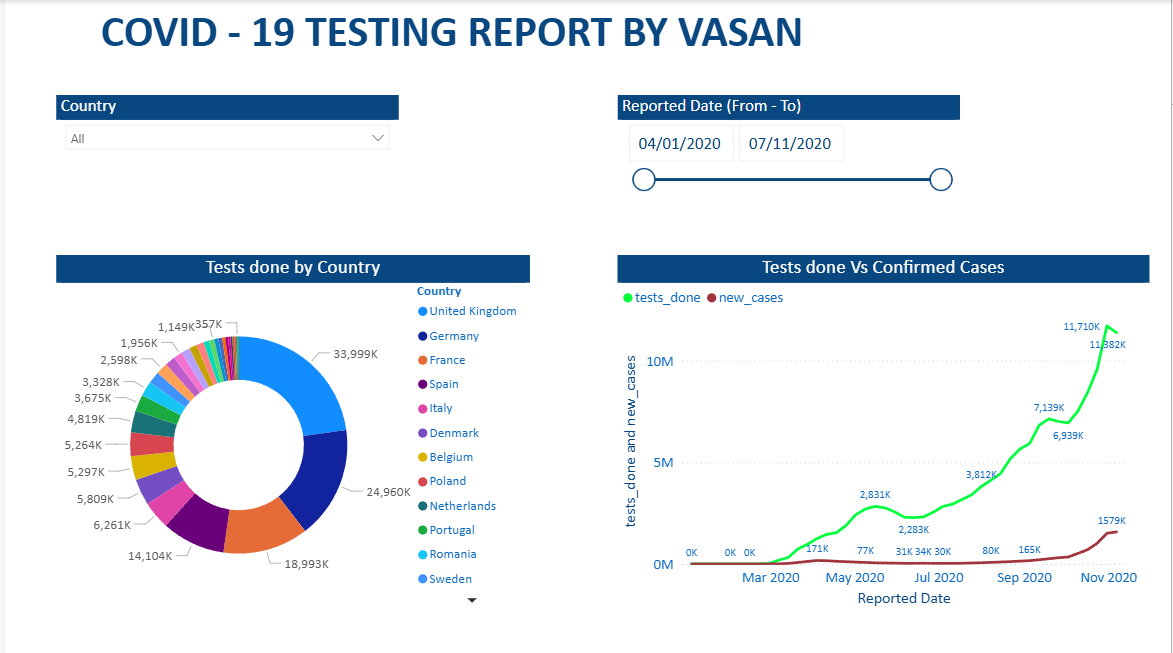 COVID - 19 TESTING REPORT BY VASAN
Country
All
Reported Date (From - To)
04/01/2020 07/11/2020
Tests done by Country
Country
United Kingdom
Germany
France
Spain
Italy
Denmark
Belgium
Poland
Netherlands
Portugal
Romania
Sweden
33,999K
24,960K
18,993K
14,104K
6,261K
5,809K
5,297K
5,264K
4,819K
3,675K
3,328K
2,598K
1,956K
1,149K
357K
Tests done Vs Confirmed Cases
tests_done new_cases
tests_done and new_cases
10M
5M
0M
11,710K
11,382K
7,139K
6,939K
3,812K
2,831K
2,283K
1579K
0K 0K 0K 171K 77K 31K 34K 30K 80K 165K
Mar 2020 May 2020 Jul 2020 Sep 2020 Nov 2020
Reported Date